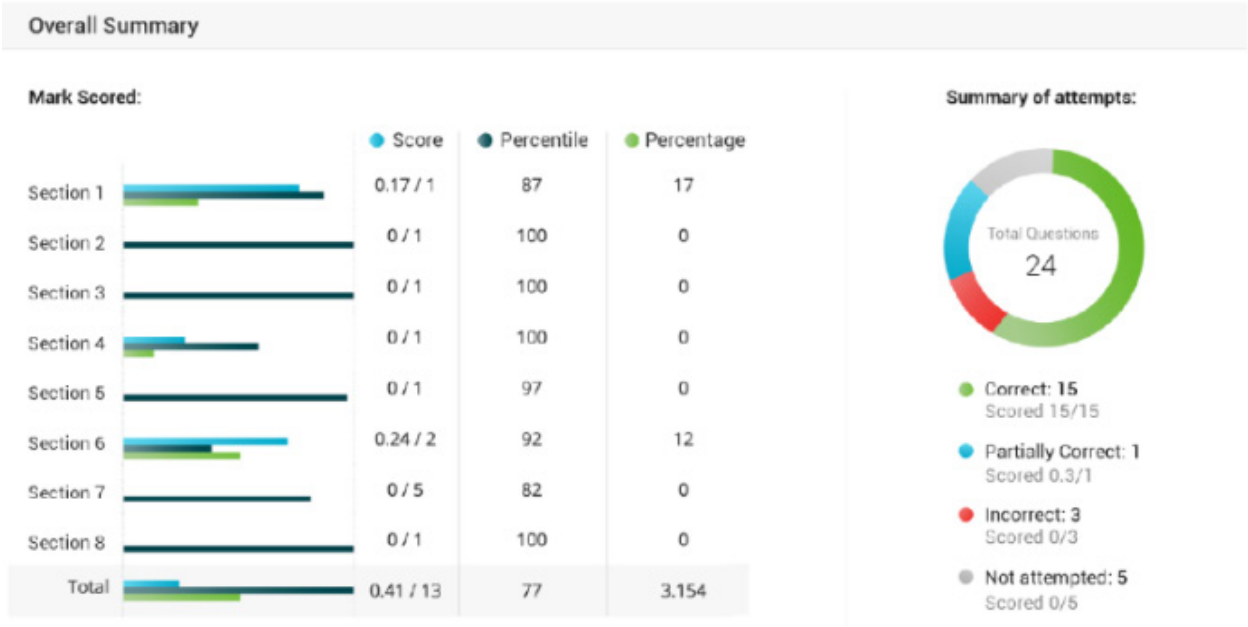 Overall Summary
Mark Scored:
Score Percentile Percentage
Section 1 0.17 / 1 87 17
Section 2 0 / 1 100 0
Section 3 0 / 1 100 0
Section 4 0 / 1 100 0
Section 5 0 / 1 97 0
Section 6 0.24 / 2 92 12
Section 7 0 / 5 82 0
Section 8 0 / 1 100 0
Total 0.41 / 13 77 3.154
Summary of attempts:
Total Questions
24
Correct: 15
Scored 15/15
Partially Correct: 1
Scored 0.3/1
Incorrect: 3
Scored 0/3
Not attempted: 5
Scored 0/5